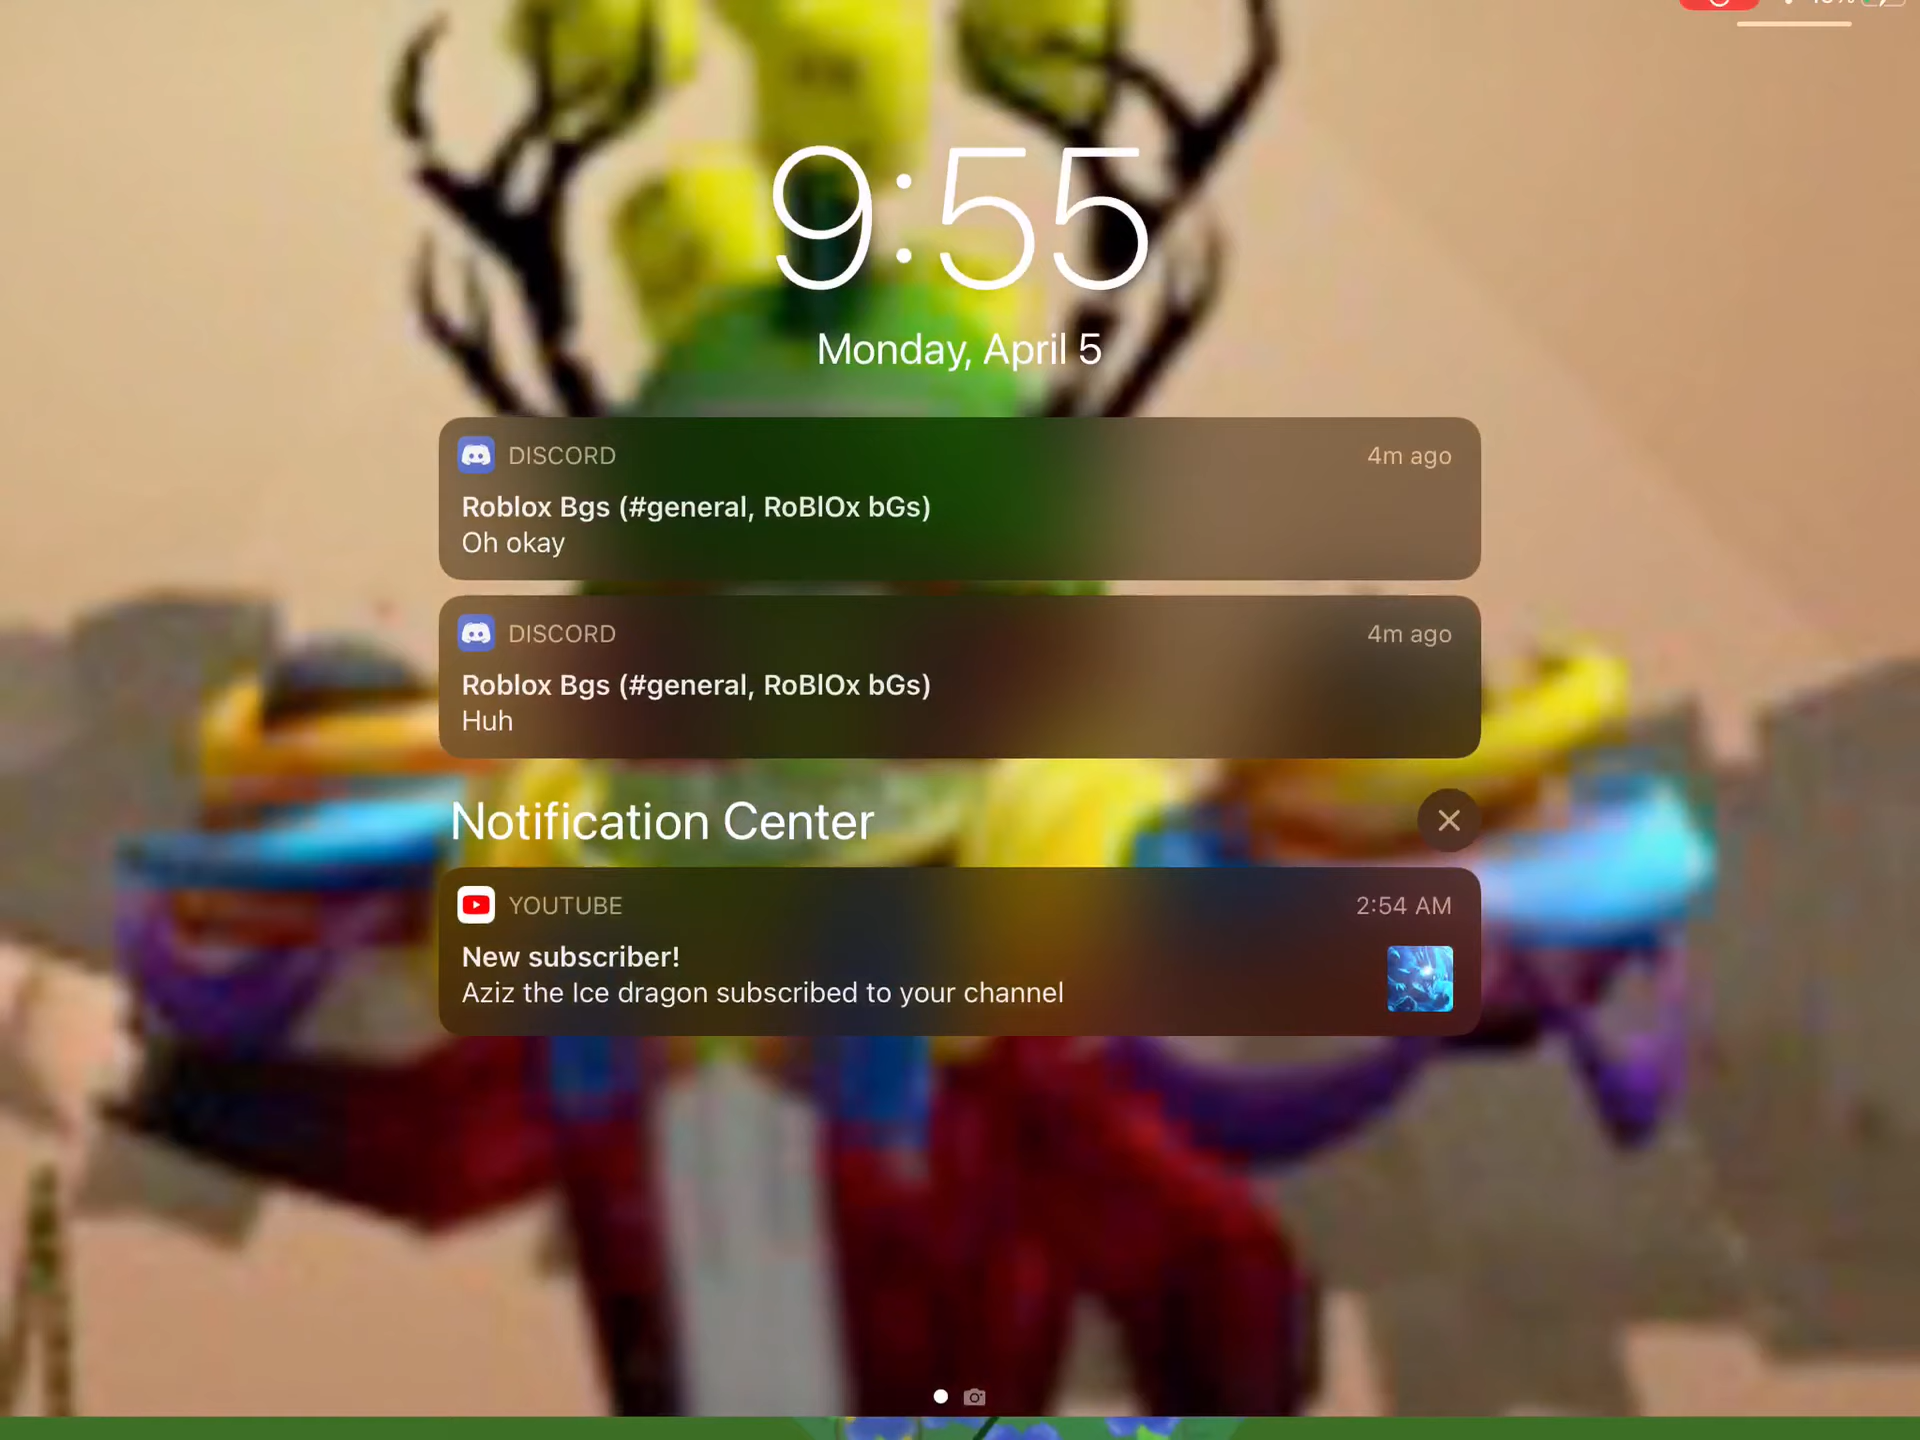 9:55
Monday, April 5
DISCORD
4m ago
Roblox Bgs (#general, RoBlOx bGs)
Oh okay
DISCORD
4m ago
Roblox Bgs (#general, RoBlOx bGs)
Huh
Notification Center
YOUTUBE
2:54 AM
New subscriber!
Aziz the Ice dragon subscribed to your channel